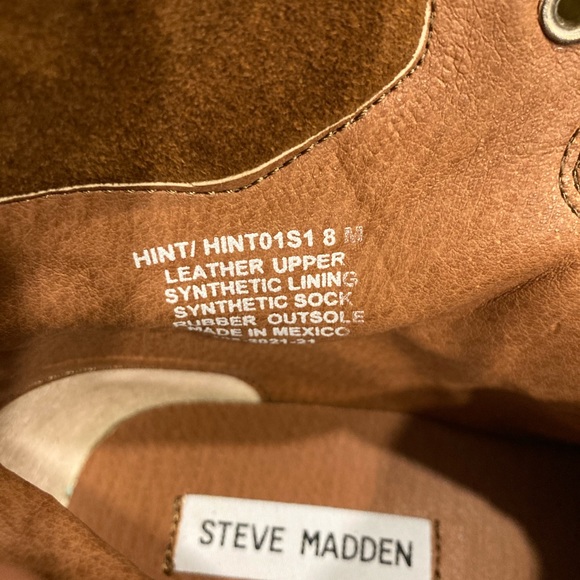 HINT/ HINT01S1 8 M
LEATHER UPPER
SYNTHETIC LINING
SYNTHETIC SOCK
RUBBER OUTSOLE
MADE IN MEXICO
STEVE MADDEN